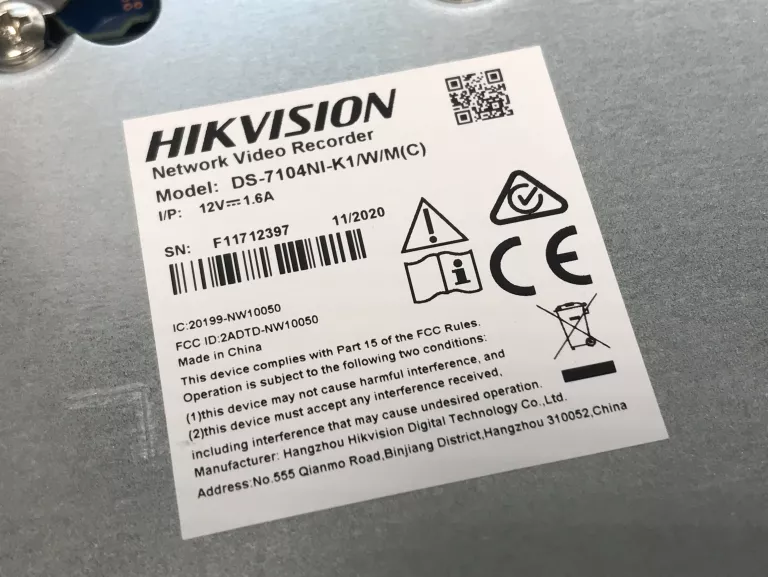 HIKVISION
Network Video Recorder
Model: DS-7104NI-K1/W/M(C)
I/P: 12V⎓1.6A
SN: F11712397 11/2020
IC:20199-NW10050
FCC ID:2ADTD-NW10050
Made in China
This device complies with Part 15 of the FCC Rules.
Operation is subject to the following two conditions:
(1)this device may not cause harmful interference, and
(2)this device must accept any interference received,
including interference that may cause undesired operation.
Manufacturer: Hangzhou Hikvision Digital Technology Co.,Ltd.
Address:No.555 Qianmo Road,Binjiang District,Hangzhou 310052,China
CE